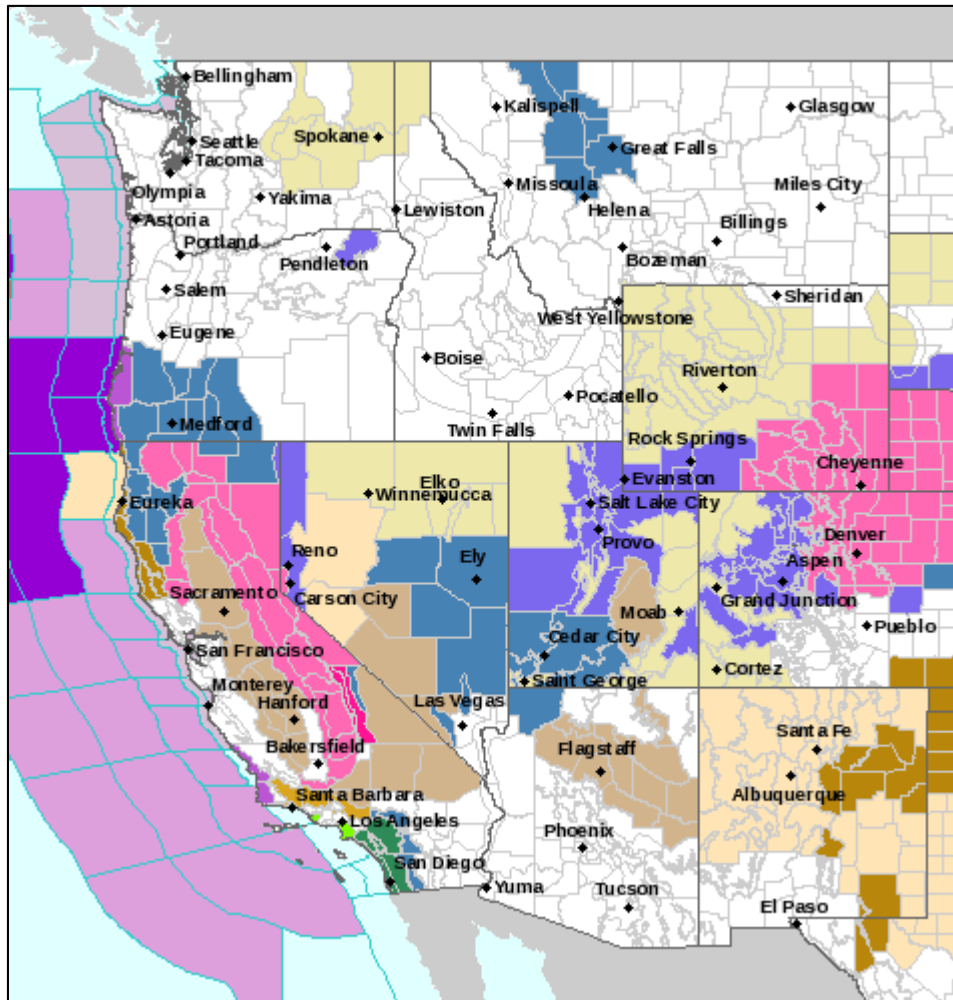 Bellingham
Kalispell
Glasgow
Seattle
Spokane
Great Falls
Tacoma
Olympia
Yakima
Lewiston
Missoula
Helena
Miles City
Astoria
Billings
Portland
Pendleton
Bozeman
Salem
West Yellowstone
Sheridan
Eugene
Boise
Riverton
Pocatello
Medford
Twin Falls
Rock Springs
Cheyenne
Elko
Winnemucca
Evanston
Eureka
Salt Lake City
Provo
Denver
Reno
Ely
Aspen
Sacramento
Carson City
Moab
Grand Junction
Pueblo
San Francisco
Cedar City
Cortez
Monterey
Saint George
Hanford
Las Vegas
Bakersfield
Flagstaff
Santa Fe
Albuquerque
Santa Barbara
Los Angeles
Phoenix
San Diego
Yuma
Tucson
El Paso